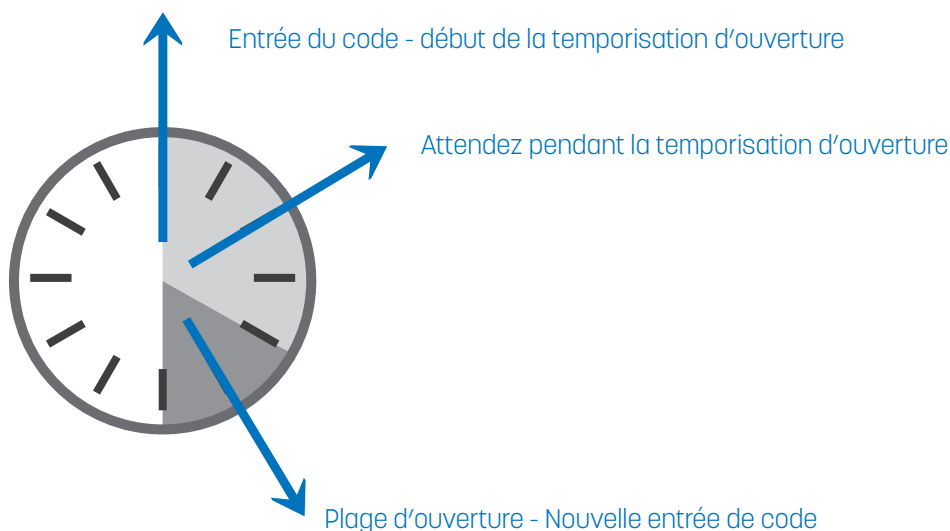 Entrée du code - début de la temporisation d'ouverture
Attendez pendant la temporisation d'ouverture
Plage d'ouverture - Nouvelle entrée de code